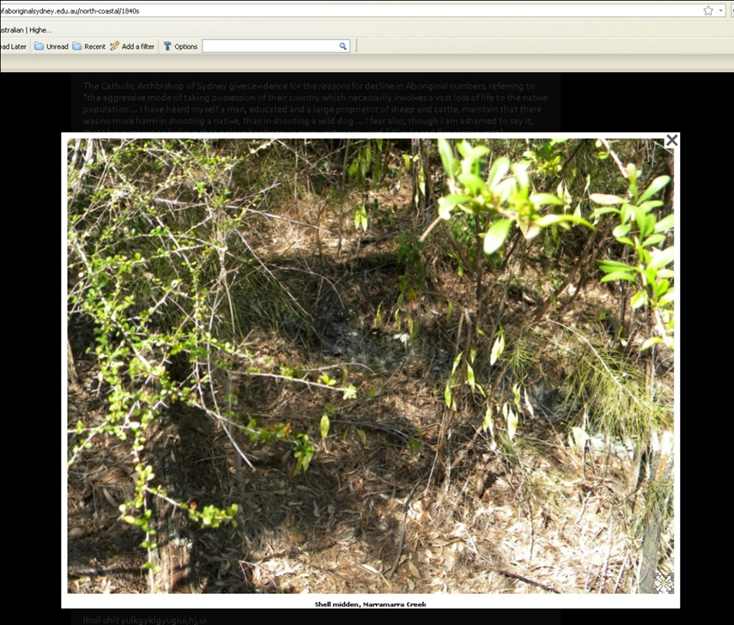 ofaboriginalsydney.edu.au/north-coastal/1840s
ustralian | Highe...
ead Later Unread Recent Add a filter Options
The Catholic Archbishop of Sydney gives evidence for the reasons for decline in Aboriginal numbers, referring to
"the aggressive mode of taking possession of their country which necessarily involves a vast loss of life to the native
population ... I have heard myself a man, educated and a large proprietor of sheep and cattle, maintain that there
was no more harm in shooting a native, than in shooting a wild dog ... I fear also, though I am ashamed to say it,
Shell midden, Marramarra Creek